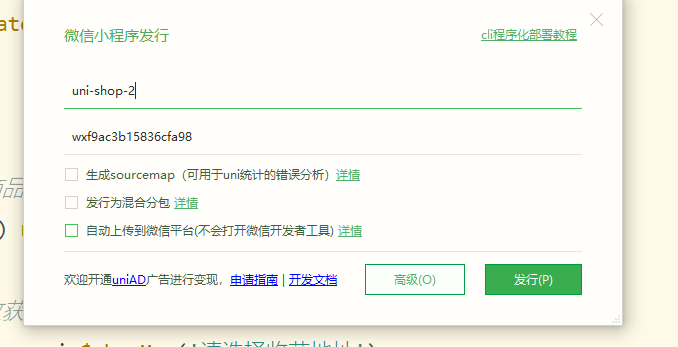 微信小程序发行 cli程序化部署教程
uni-shop-2
wxf9ac3b15836cfa98
生成sourcemap（可用于uni统计的错误分析）详情
商品
发行为混合分包 详情
自动上传到微信平台(不会打开微信开发者工具) 详情
欢迎开通uniAD广告进行变现，申请指南 | 开发文档 高级(O) 发行(P)